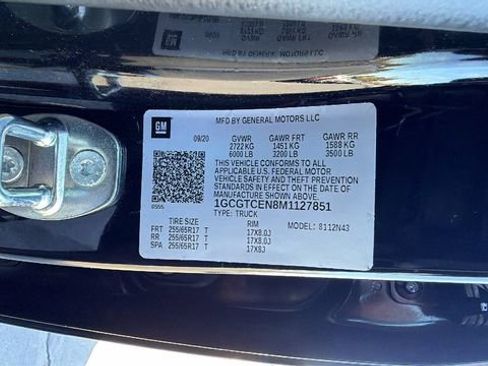 GM
MFD BY GENERAL MOTORS LLC
09/20 GVWR GAWR FRT GAWR RR
2722 KG 1451 KG 1588 KG
6000 LB 3200 LB 3500 LB
THIS VEHICLE CONFORMS TO ALL
APPLICABLE U.S. FEDERAL MOTOR
VEHICLE SAFETY AND THEFT
PREVENTION STANDARDS IN EFFECT ON
THE DATE OF MANUFACTURE SHOWN ABOVE.
1GCGTCEN8M1127851
TYPE: TRUCK
TIRE SIZE RIM MODEL: 8112N43
FRT 255/65R17 T 17X8.0J
RR 255/65R17 T 17X8.0J
SPA 255/65R17 T 17X8J